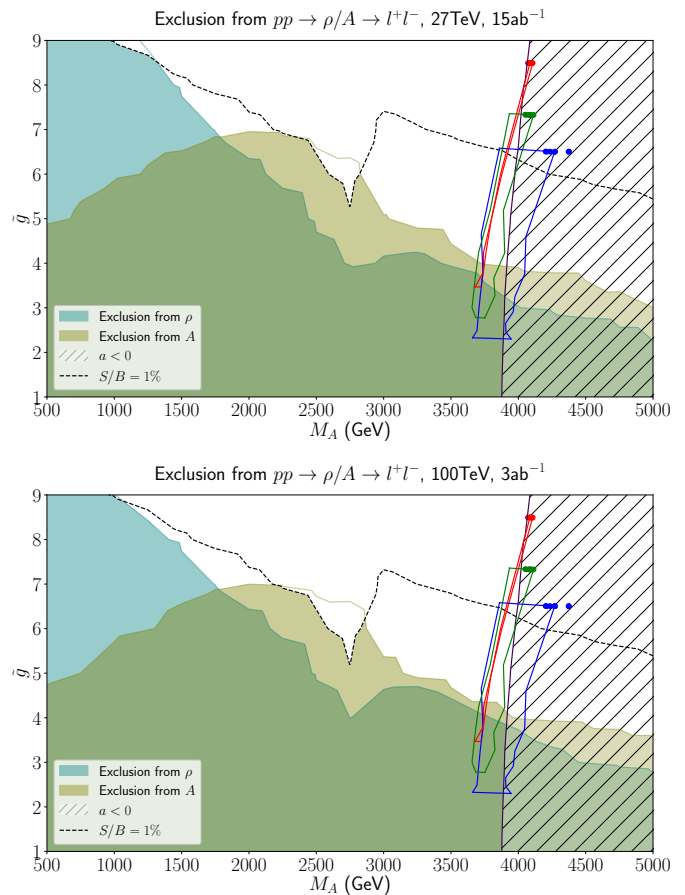 Exclusion from pp → ρ/A → l⁺l⁻, 27TeV, 15ab⁻¹
9
8
7
6
5
4
3
2
1
g̃
Exclusion from ρ
Exclusion from A
a < 0
S/B = 1%
500 1000 1500 2000 2500 3000 3500 4000 4500 5000
M_A (GeV)
Exclusion from pp → ρ/A → l⁺l⁻, 100TeV, 3ab⁻¹
9
8
7
6
5
4
3
2
1
g̃
Exclusion from ρ
Exclusion from A
a < 0
S/B = 1%
500 1000 1500 2000 2500 3000 3500 4000 4500 5000
M_A (GeV)